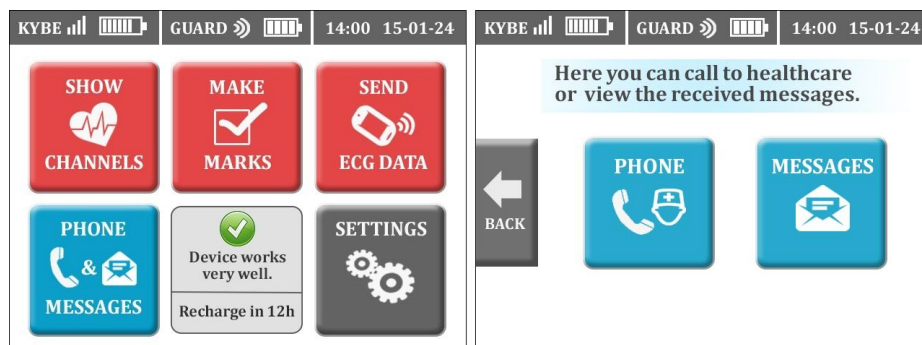 KYBE GUARD 14:00 15-01-24
SHOW
CHANNELS
MAKE
MARKS
SEND
ECG DATA
PHONE
&
MESSAGES
Device works
very well.
Recharge in 12h
SETTINGS
KYBE GUARD 14:00 15-01-24
Here you can call to healthcare
or view the received messages.
BACK
PHONE
MESSAGES